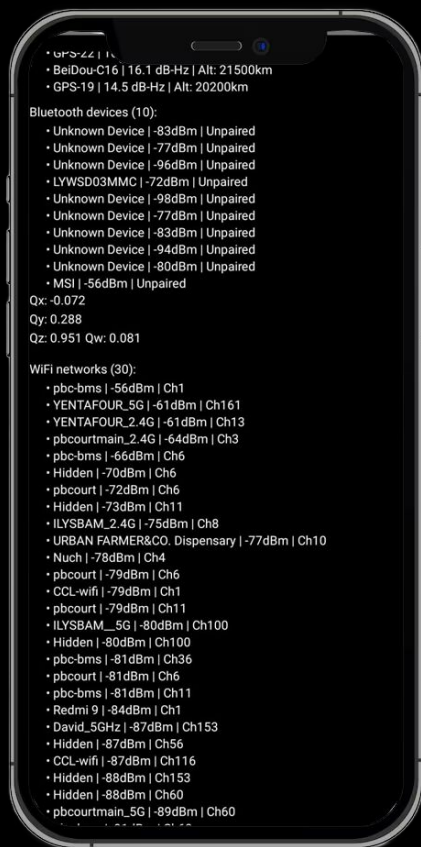 • GPS-22 | 1
• BeiDou-C16 | 16.1 dB-Hz | Alt: 21500km
• GPS-19 | 14.5 dB-Hz | Alt: 20200km
Bluetooth devices (10):
• Unknown Device | -83dBm | Unpaired
• Unknown Device | -77dBm | Unpaired
• Unknown Device | -96dBm | Unpaired
• LYWSD03MMC | -72dBm | Unpaired
• Unknown Device | -98dBm | Unpaired
• Unknown Device | -77dBm | Unpaired
• Unknown Device | -83dBm | Unpaired
• Unknown Device | -94dBm | Unpaired
• Unknown Device | -80dBm | Unpaired
• MSI | -56dBm | Unpaired
Qx: -0.072
Qy: 0.288
Qz: 0.951 Qw: 0.081
WiFi networks (30):
• pbc-bms | -56dBm | Ch1
• YENTAFOUR_5G | -61dBm | Ch161
• YENTAFOUR_2.4G | -61dBm | Ch13
• pbcourtmain_2.4G | -64dBm | Ch3
• pbc-bms | -66dBm | Ch6
• Hidden | -70dBm | Ch6
• pbcourt | -72dBm | Ch6
• Hidden | -73dBm | Ch11
• ILYSBAM_2.4G | -75dBm | Ch8
• URBAN FARMER&CO. Dispensary | -77dBm | Ch10
• Nuch | -78dBm | Ch4
• pbcourt | -79dBm | Ch6
• CCL-wifi | -79dBm | Ch1
• pbcourt | -79dBm | Ch11
• ILYSBAM__5G | -80dBm | Ch100
• Hidden | -80dBm | Ch100
• pbc-bms | -81dBm | Ch36
• pbcourt | -81dBm | Ch6
• pbc-bms | -81dBm | Ch11
• Redmi 9 | -84dBm | Ch1
• David_5GHz | -87dBm | Ch153
• Hidden | -87dBm | Ch56
• CCL-wifi | -87dBm | Ch116
• Hidden | -88dBm | Ch153
• Hidden | -88dBm | Ch60
• pbcourtmain_5G | -89dBm | Ch60